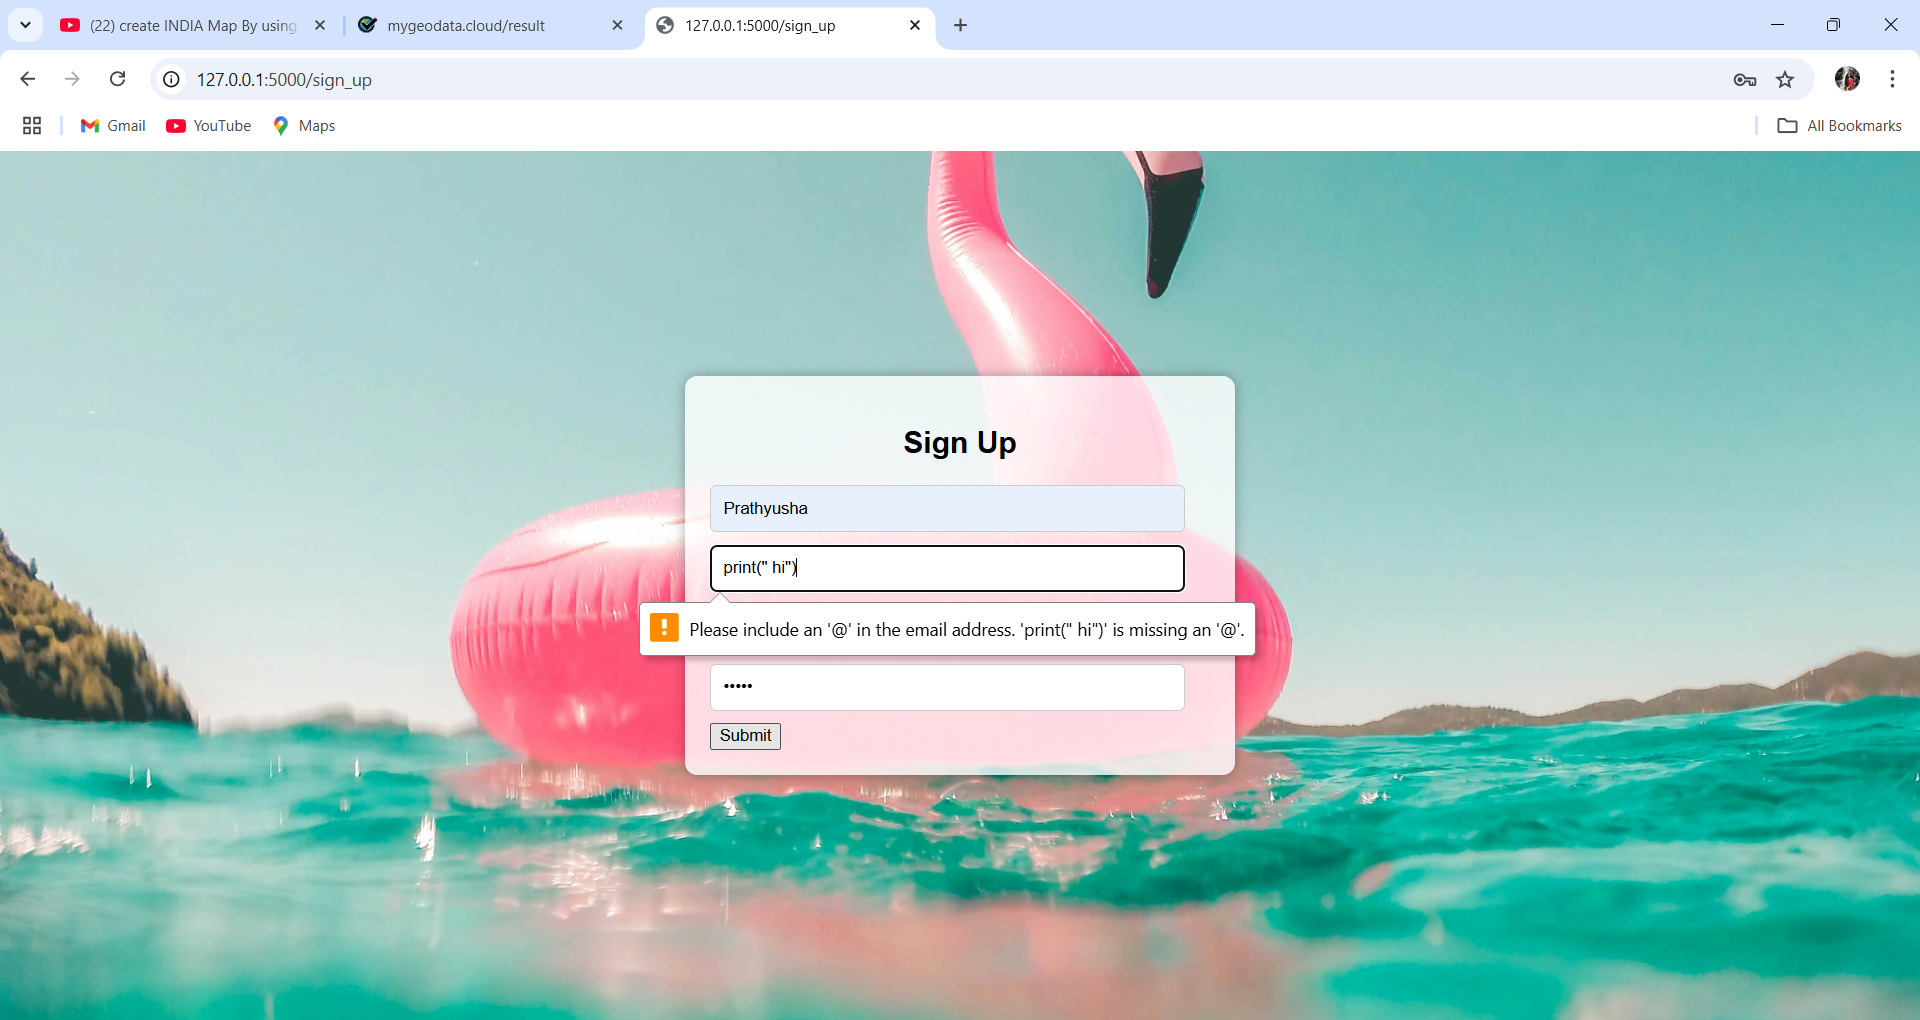 (22) create INDIA Map By using
mygeodata.cloud/result
127.0.0.1:5000/sign_up
127.0.0.1:5000/sign_up
Gmail
YouTube
Maps
All Bookmarks
Sign Up
Prathyusha
print(" hi")
Please include an '@' in the email address. 'print(" hi")' is missing an '@'.
•••••
Submit